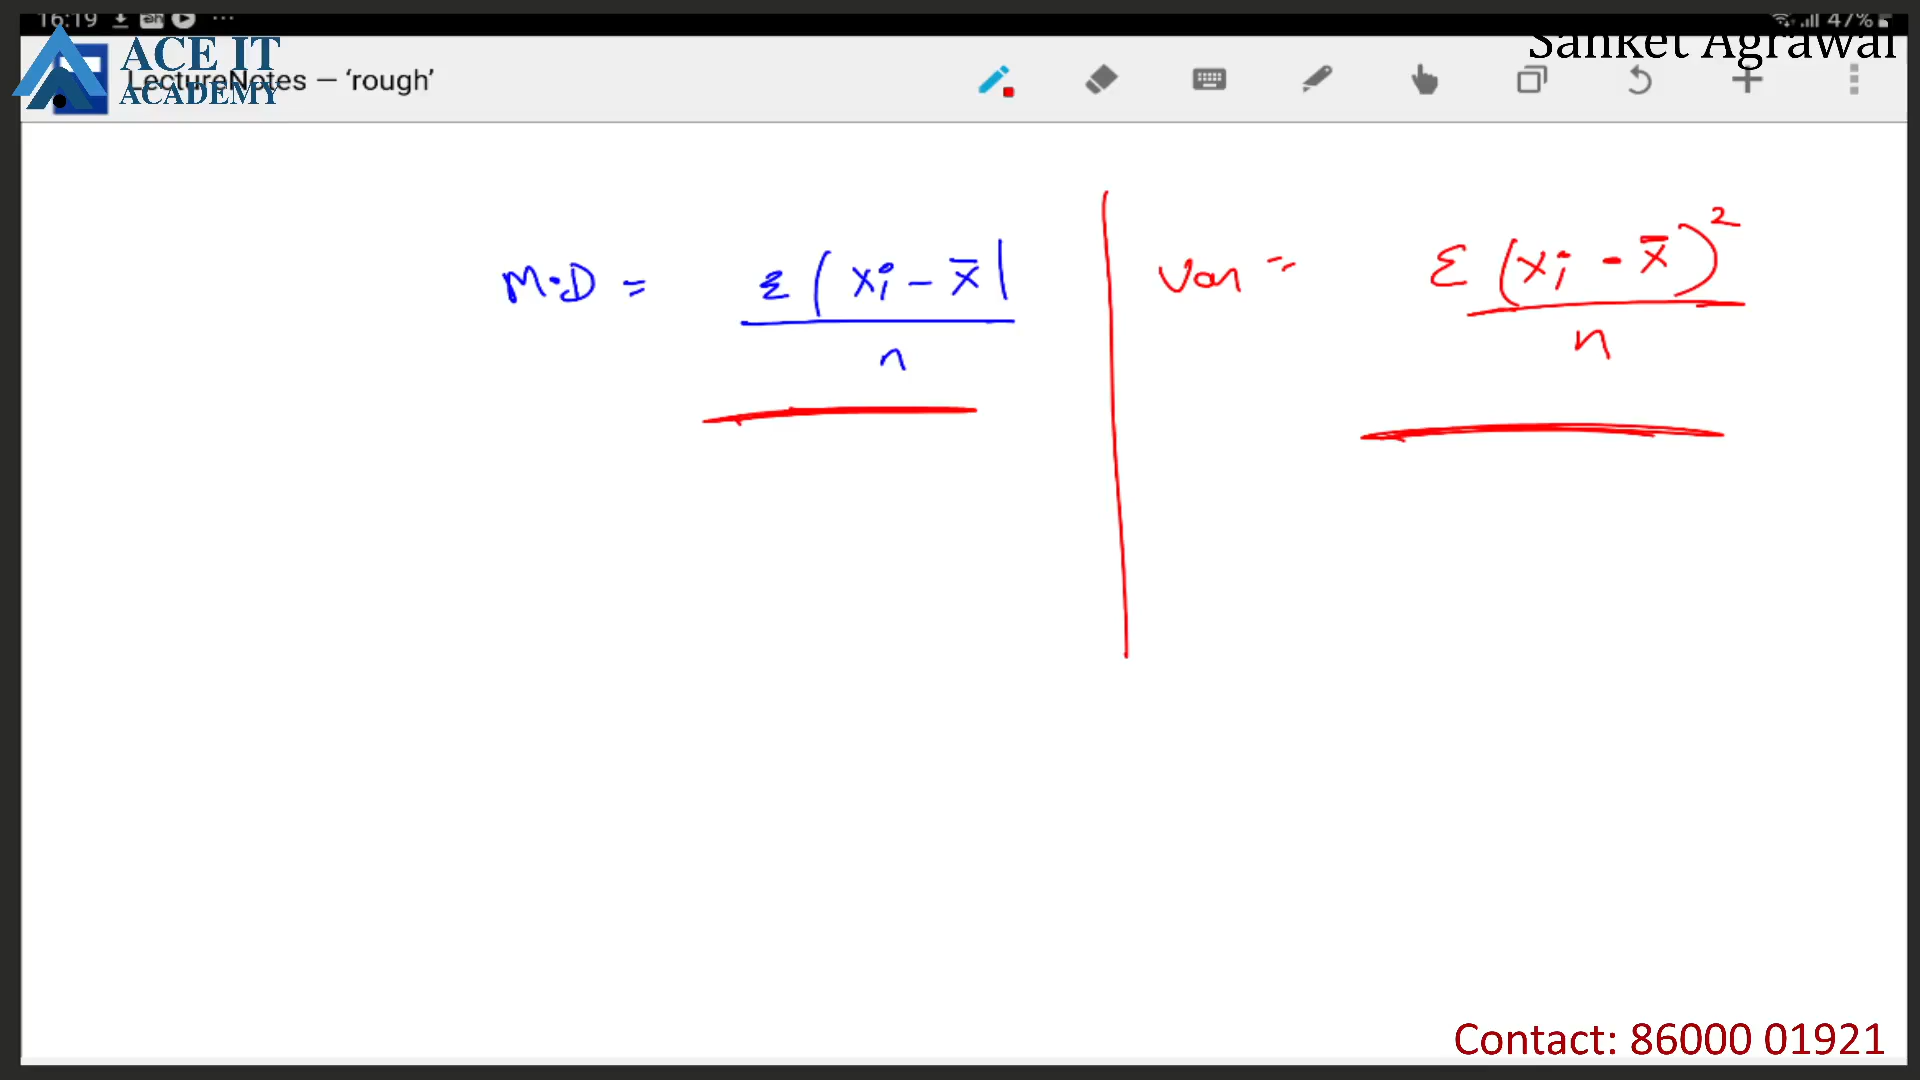 16:19 47%
ACE IT
ACADEMY
LectureNotes — ‘rough’
Sanket Agrawal
M.D = Σ|xi - x̄| / n
Var = Σ(xi - x̄)² / n
Contact: 86000 01921